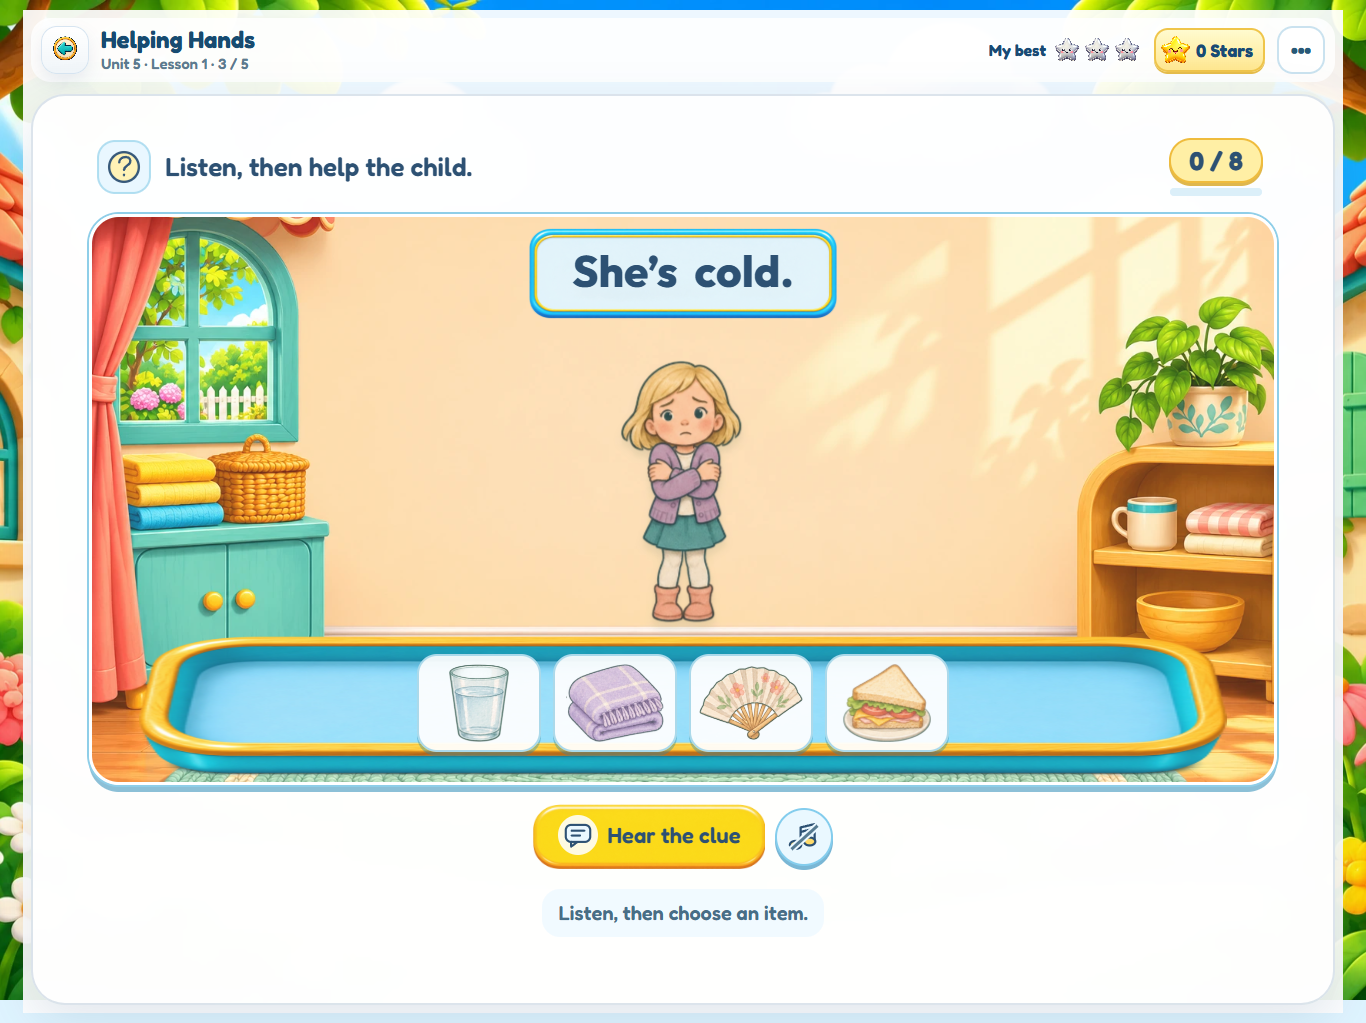 Helping Hands
Unit 5 · Lesson 1 · 3 / 5
My best
0 Stars
Listen, then help the child.
0 / 8
She's cold.
Hear the clue
Listen, then choose an item.